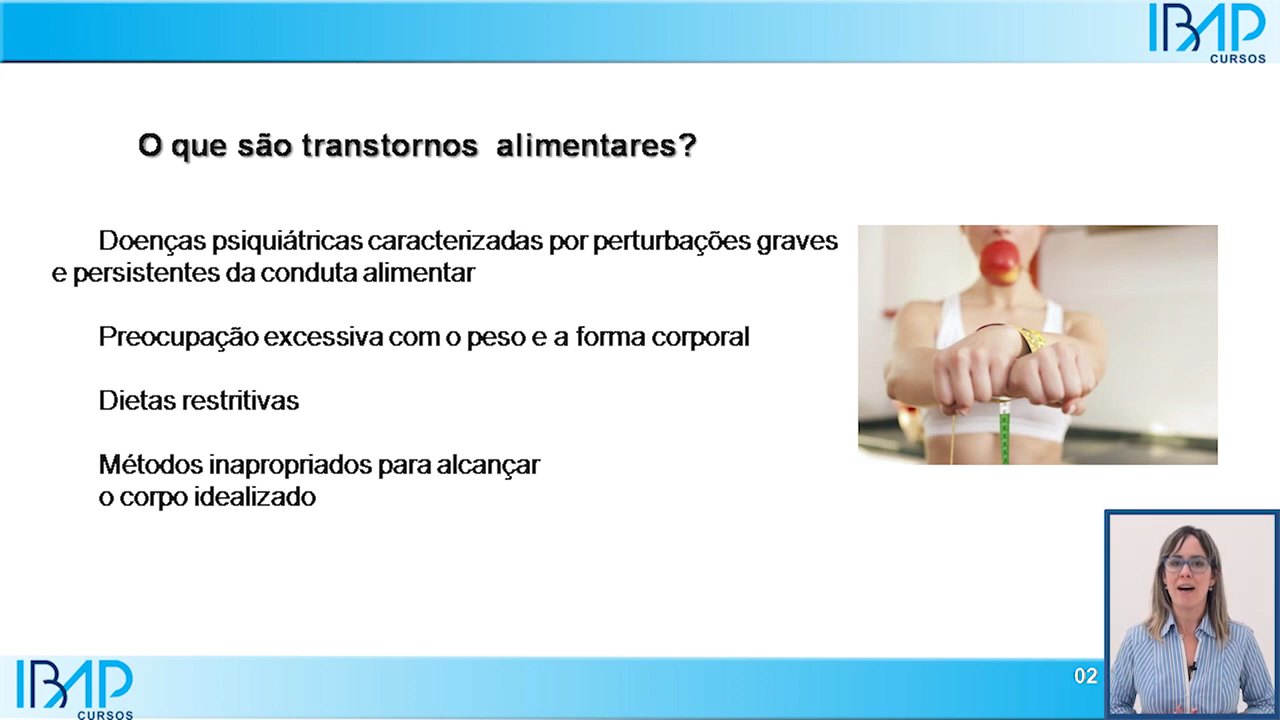 IBAP
CURSOS
O que são transtornos alimentares?
Doenças psiquiátricas caracterizadas por perturbações graves
e persistentes da conduta alimentar
Preocupação excessiva com o peso e a forma corporal
Dietas restritivas
Métodos inapropriados para alcançar
o corpo idealizado
IBAP
CURSOS
02